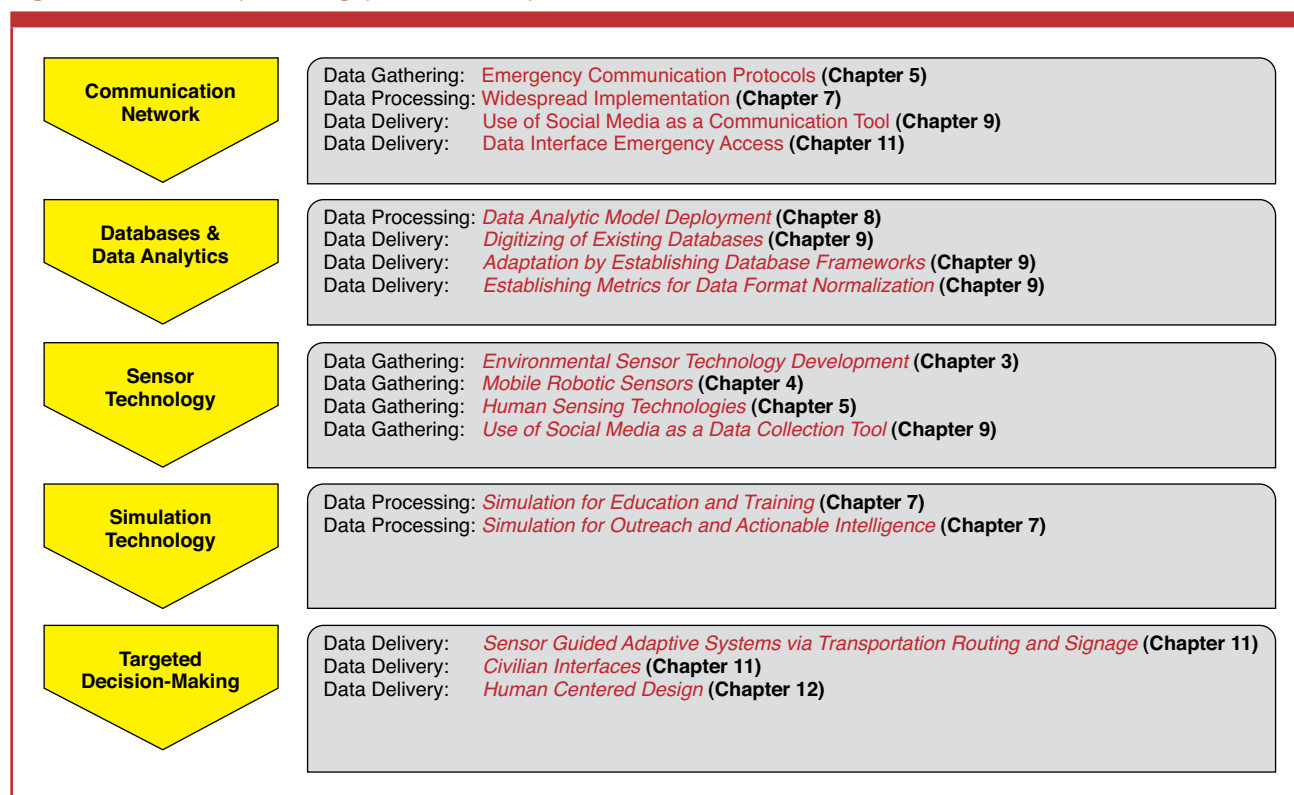 Communication
Network
Data Gathering: Emergency Communication Protocols (Chapter 5)
Data Processing: Widespread Implementation (Chapter 7)
Data Delivery: Use of Social Media as a Communication Tool (Chapter 9)
Data Delivery: Data Interface Emergency Access (Chapter 11)
Databases &
Data Analytics
Data Processing: Data Analytic Model Deployment (Chapter 8)
Data Delivery: Digitizing of Existing Databases (Chapter 9)
Data Delivery: Adaptation by Establishing Database Frameworks (Chapter 9)
Data Delivery: Establishing Metrics for Data Format Normalization (Chapter 9)
Sensor
Technology
Data Gathering: Environmental Sensor Technology Development (Chapter 3)
Data Gathering: Mobile Robotic Sensors (Chapter 4)
Data Gathering: Human Sensing Technologies (Chapter 5)
Data Gathering: Use of Social Media as a Data Collection Tool (Chapter 9)
Simulation
Technology
Data Processing: Simulation for Education and Training (Chapter 7)
Data Processing: Simulation for Outreach and Actionable Intelligence (Chapter 7)
Targeted
Decision-Making
Data Delivery: Sensor Guided Adaptive Systems via Transportation Routing and Signage (Chapter 11)
Data Delivery: Civilian Interfaces (Chapter 11)
Data Delivery: Human Centered Design (Chapter 12)